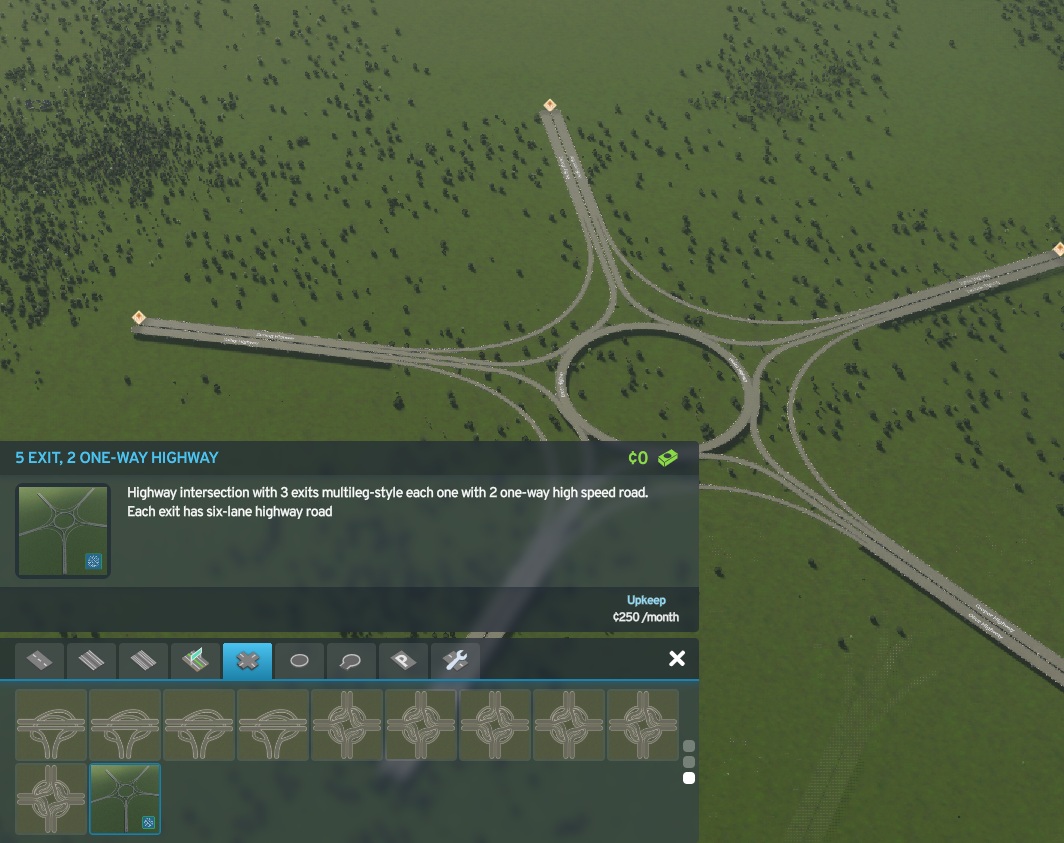 5 EXIT, 2 ONE-WAY HIGHWAY
¢0
Highway intersection with 3 exits multileg-style each one with 2 one-way high speed road.
Each exit has six-lane highway road
Upkeep
¢250 /month
P